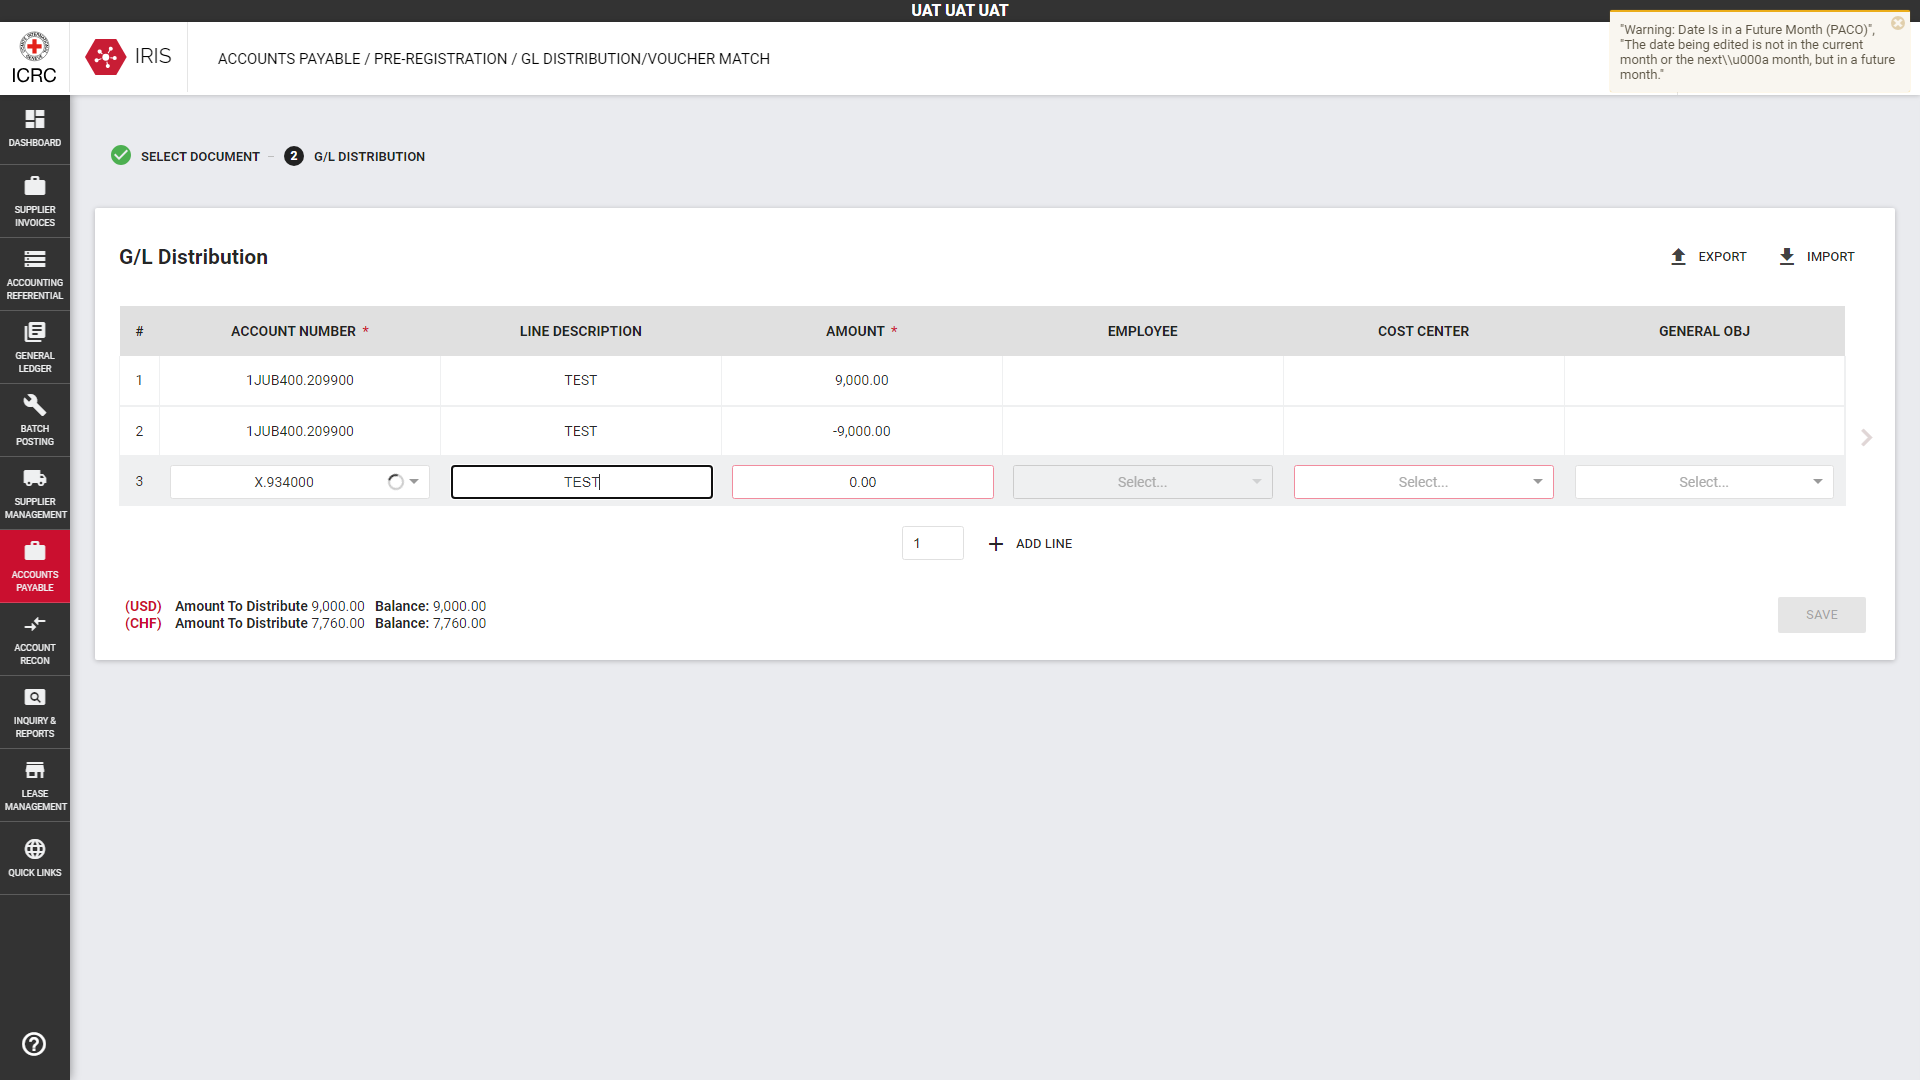 UAT UAT UAT
ICRC
IRIS
ACCOUNTS PAYABLE / PRE-REGISTRATION / GL DISTRIBUTION/VOUCHER MATCH
"Warning: Date Is in a Future Month (PACO)",
"The date being edited is not in the current
month or the next\\u000a month, but in a future
month."
DASHBOARD
SUPPLIER
INVOICES
ACCOUNTING
REFERENTIAL
GENERAL
LEDGER
BATCH
POSTING
SUPPLIER
MANAGEMENT
ACCOUNTS
PAYABLE
ACCOUNT
RECON
INQUIRY &
REPORTS
LEASE
MANAGEMENT
QUICK LINKS
SELECT DOCUMENT – 2 G/L DISTRIBUTION
G/L Distribution
EXPORT IMPORT
# ACCOUNT NUMBER * LINE DESCRIPTION AMOUNT * EMPLOYEE COST CENTER GENERAL OBJ
1 1JUB400.209900 TEST 9,000.00
2 1JUB400.209900 TEST -9,000.00
3 X.934000 TEST 0.00 Select... Select... Select...
1 ADD LINE
(USD) Amount To Distribute 9,000.00 Balance: 9,000.00
(CHF) Amount To Distribute 7,760.00 Balance: 7,760.00
SAVE